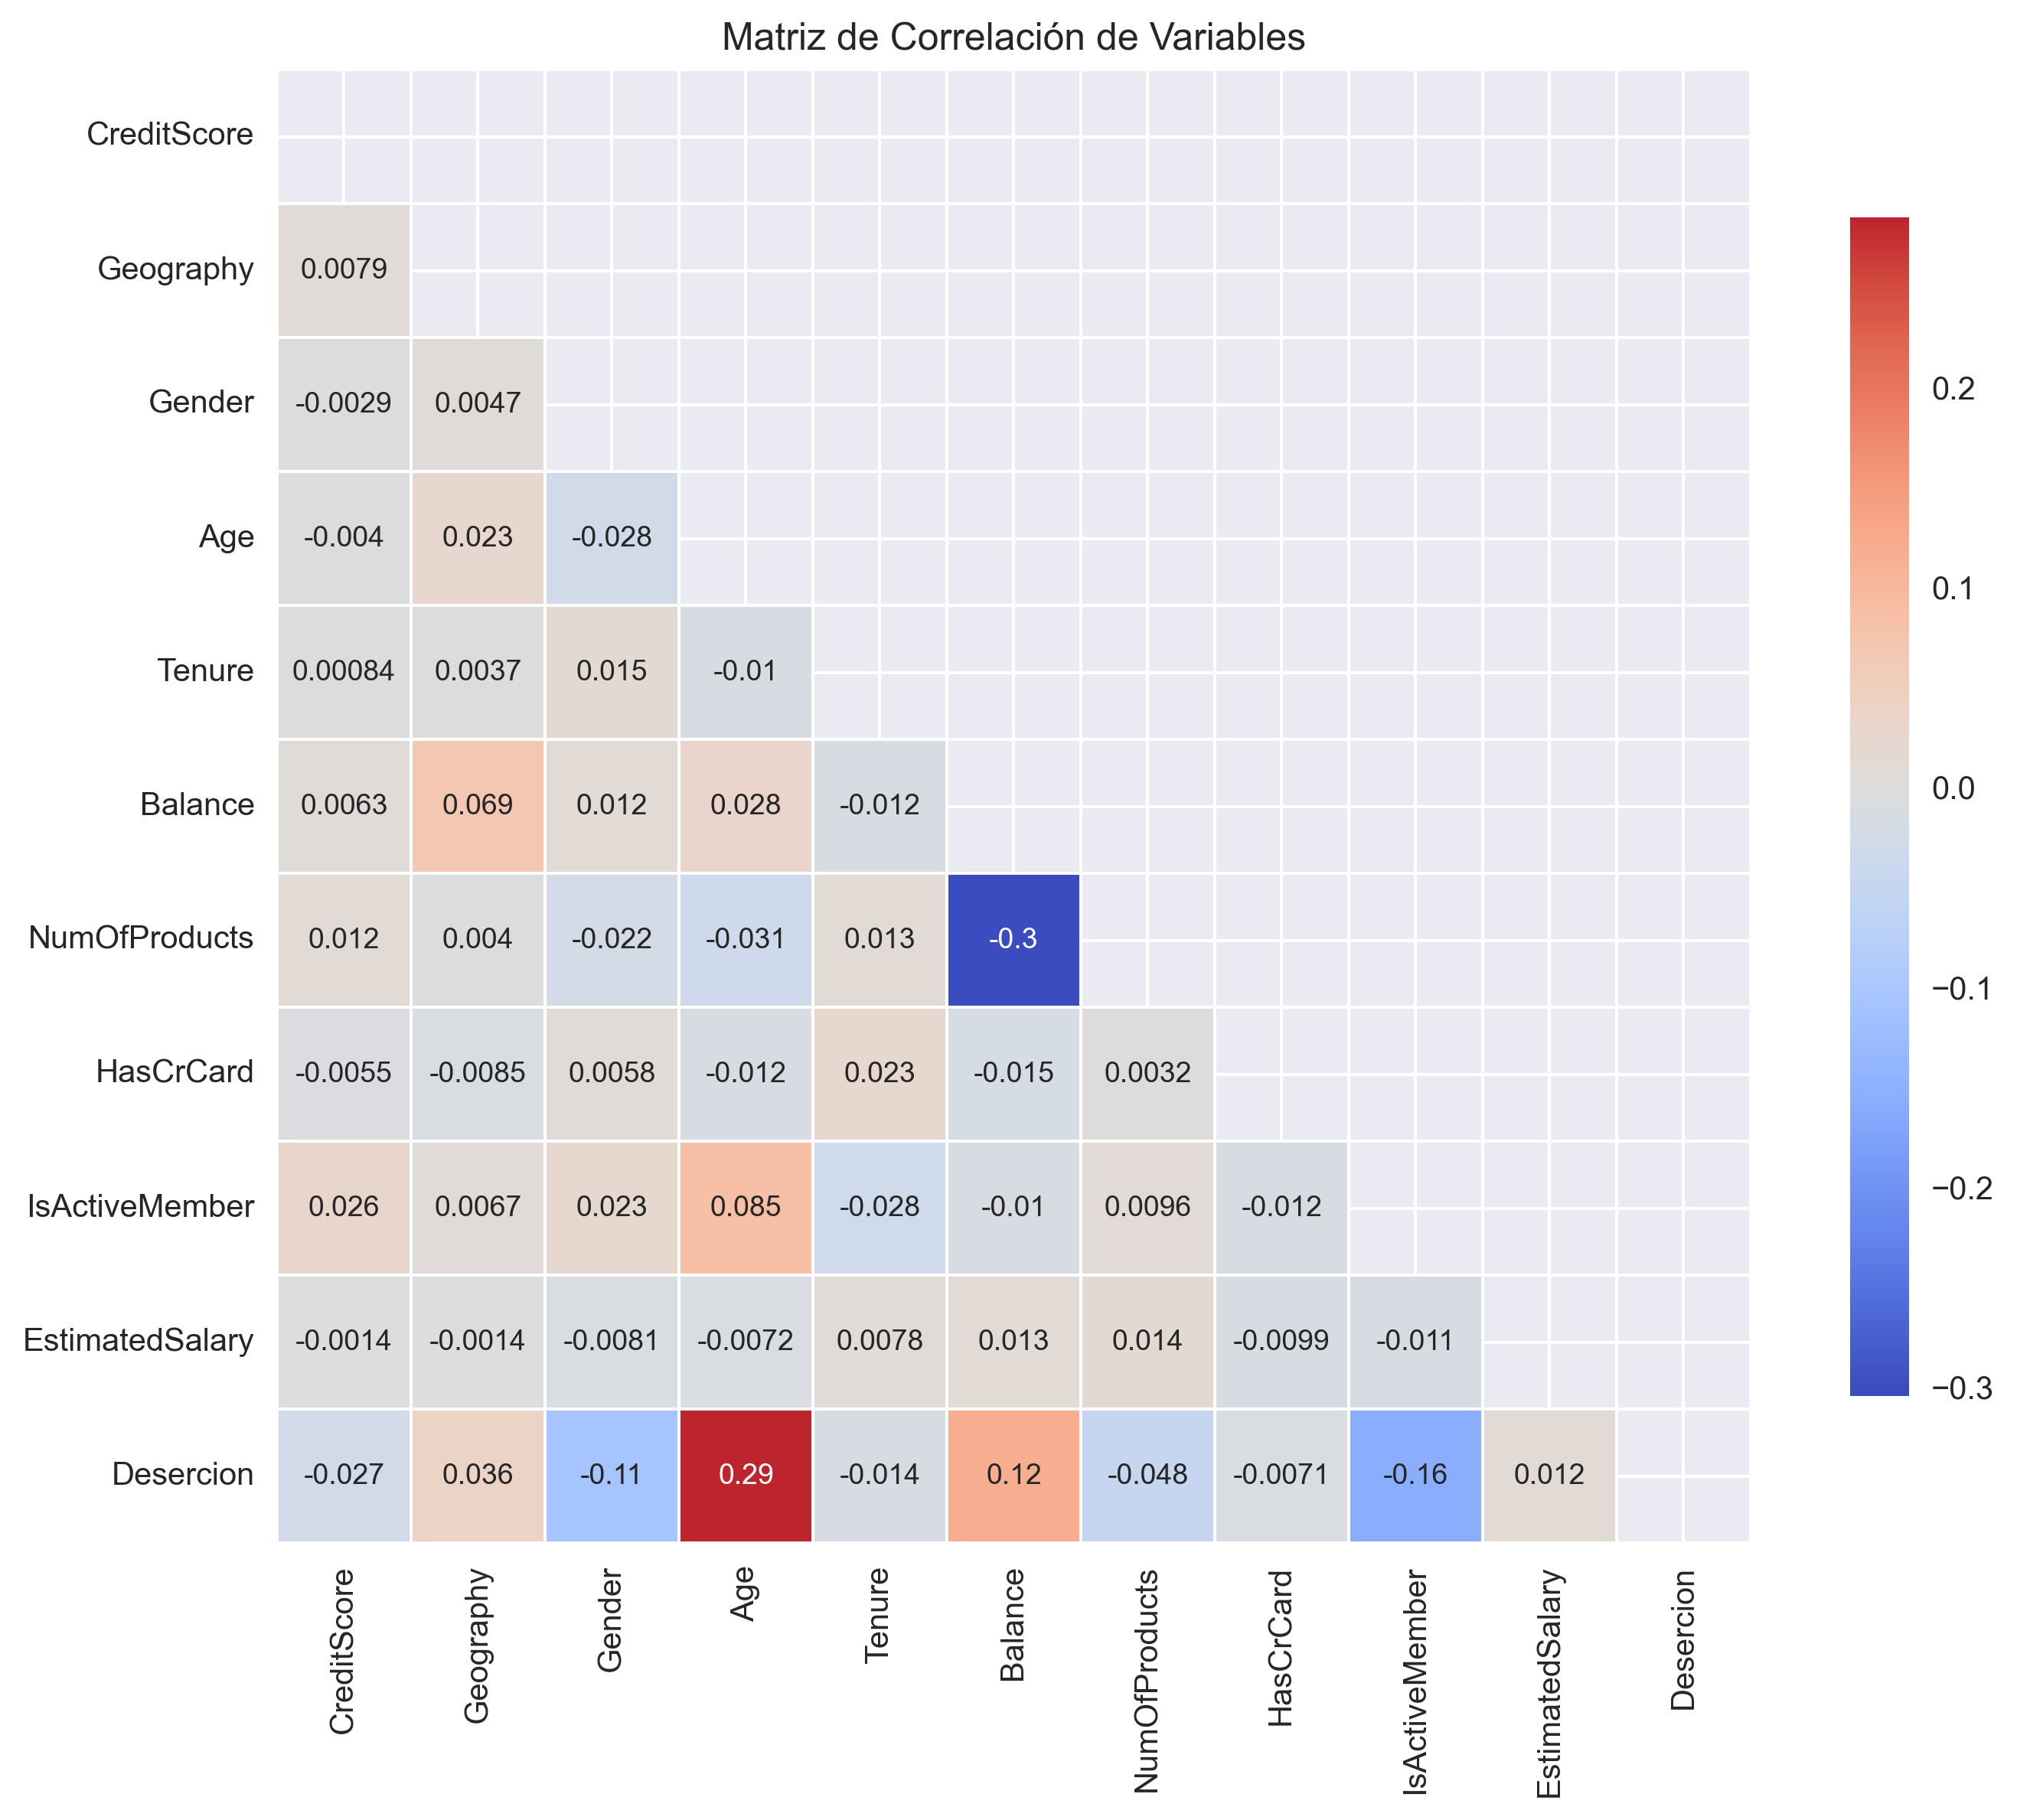 Matriz de Correlación de Variables
CreditScore
Geography 0.0079
Gender -0.0029 0.0047
Age -0.004 0.023 -0.028
Tenure 0.00084 0.0037 0.015 -0.01
Balance 0.0063 0.069 0.012 0.028 -0.012
NumOfProducts 0.012 0.004 -0.022 -0.031 0.013 -0.3
HasCrCard -0.0055 -0.0085 0.0058 -0.012 0.023 -0.015 0.0032
IsActiveMember 0.026 0.0067 0.023 0.085 -0.028 -0.01 0.0096 -0.012
EstimatedSalary -0.0014 -0.0014 -0.0081 -0.0072 0.0078 0.013 0.014 -0.0099 -0.011
Desercion -0.027 0.036 -0.11 0.29 -0.014 0.12 -0.048 -0.0071 -0.16 0.012
CreditScore
Geography
Gender
Age
Tenure
Balance
NumOfProducts
HasCrCard
IsActiveMember
EstimatedSalary
Desercion
0.2
0.1
0.0
−0.1
−0.2
−0.3